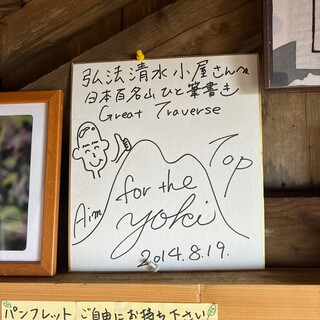 弘法清水小屋さんへ
日本百名山ひと筆書き
Great Traverse
Aim for the Top
yoki
2014.8.19.
パンフレット ご自由にお持ち下さい